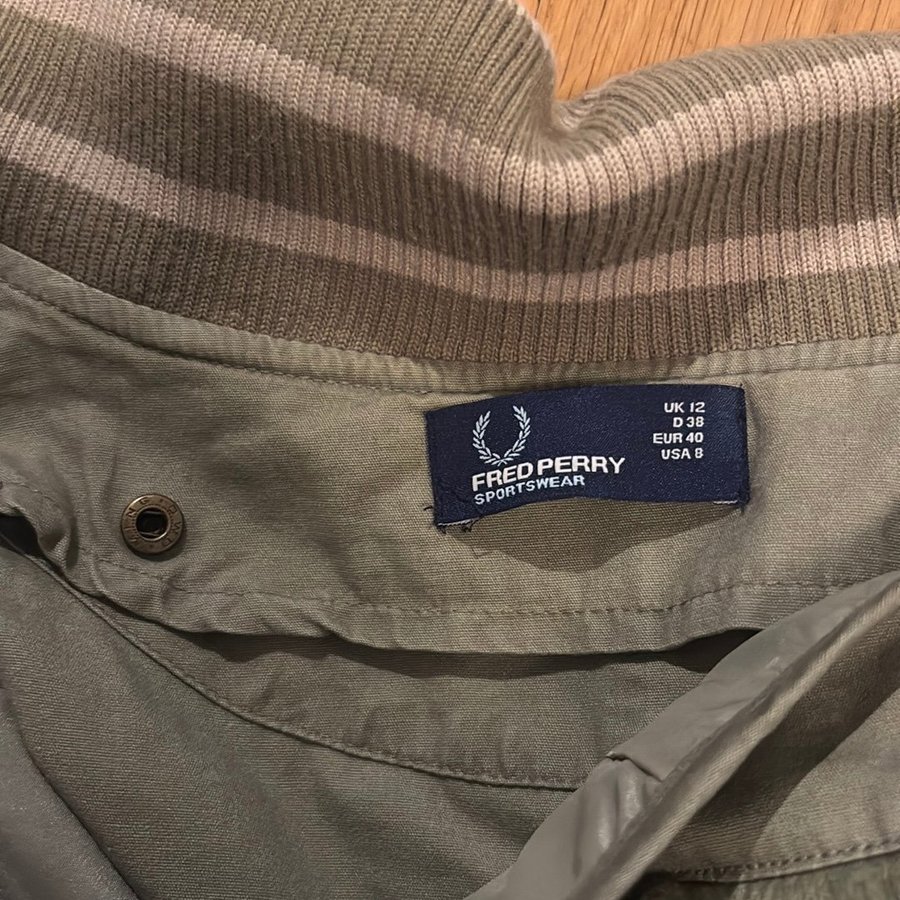 FRED PERRY
SPORTSWEAR
UK 12
D 38
EUR 40
USA 8